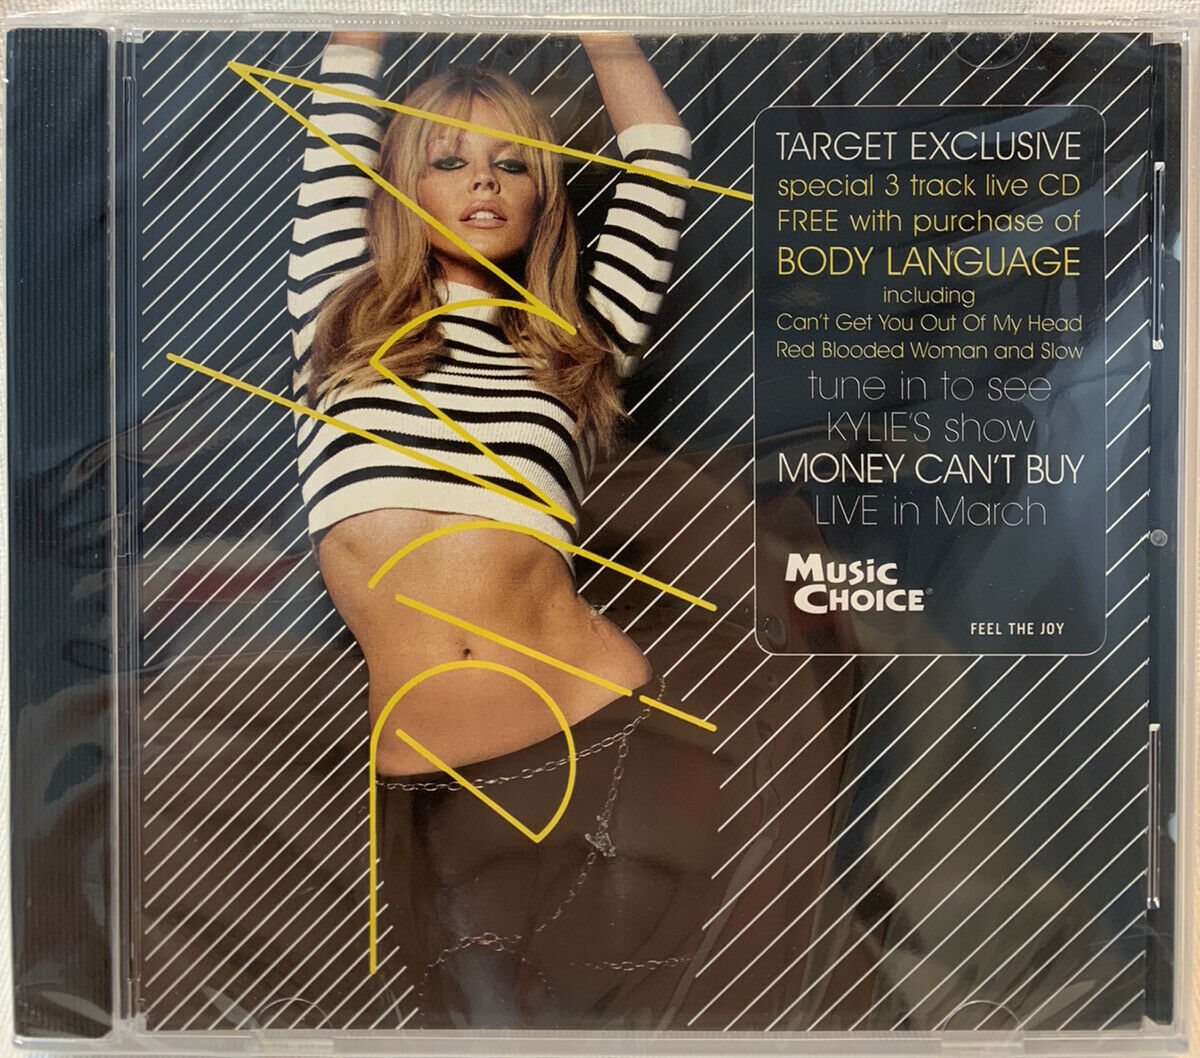 TARGET EXCLUSIVE
special 3 track live CD
FREE with purchase of
BODY LANGUAGE
including
Can't Get You Out Of My Head
Red Blooded Woman and Slow
tune in to see
KYLIE'S show
MONEY CAN'T BUY
LIVE in March
MUSIC
CHOICE®
FEEL THE JOY